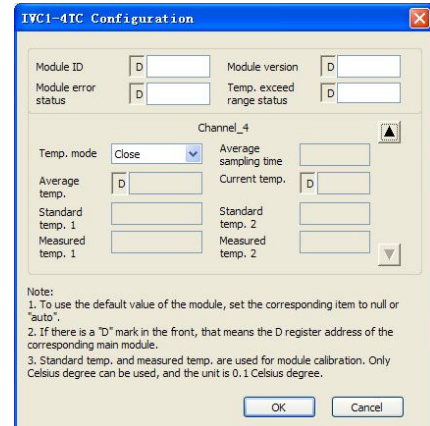 IVC1-4TC Configuration
Module ID D Module version D
Module error status D Temp. exceed range status D
Channel_4
Temp. mode Close Average sampling time
Average temp. D Current temp. D
Standard temp. 1 Standard temp. 2
Measured temp. 1 Measured temp. 2
Note:
1. To use the default value of the module, set the corresponding item to null or
"auto".
2. If there is a "D" mark in the front, that means the D register address of the
corresponding main module.
3. Standard temp. and measured temp. are used for module calibration. Only
Celsius degree can be used, and the unit is 0.1 Celsius degree.
OK Cancel